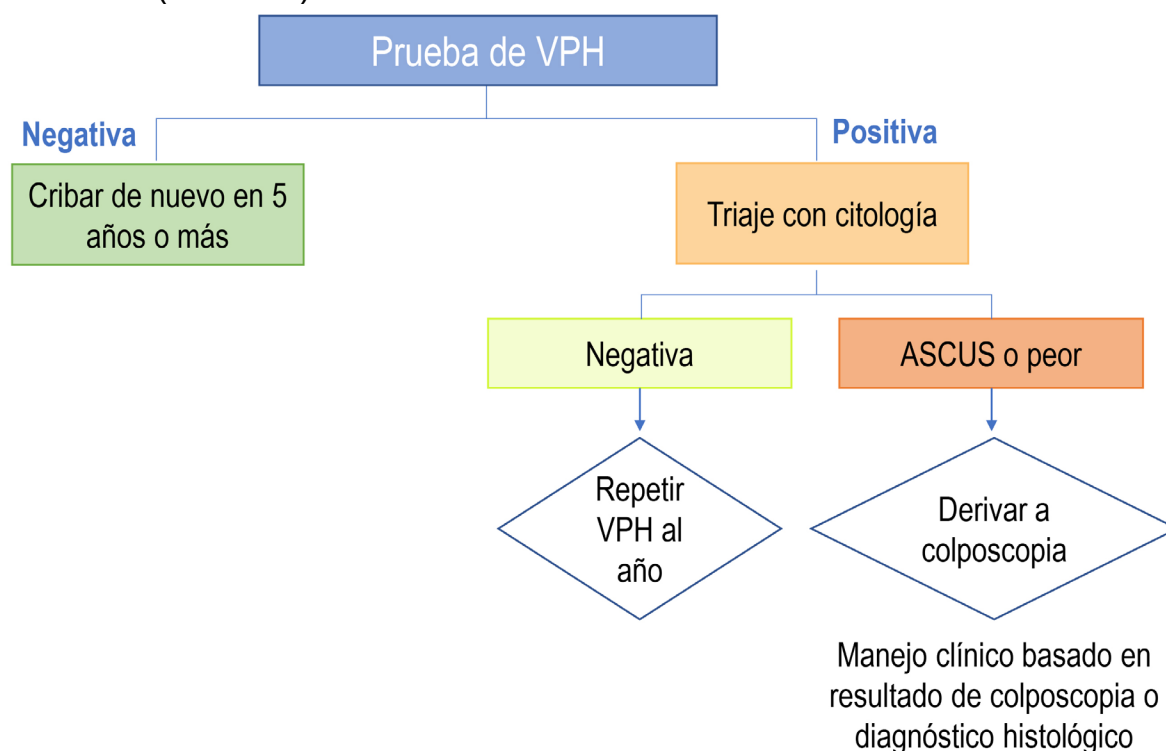 Prueba de VPH
Negativa
Positiva
Cribar de nuevo en 5
años o más
Triaje con citología
Negativa
ASCUS o peor
Repetir
VPH al
año
Derivar a
colposcopia
Manejo clínico basado en
resultado de colposcopia o
diagnóstico histológico